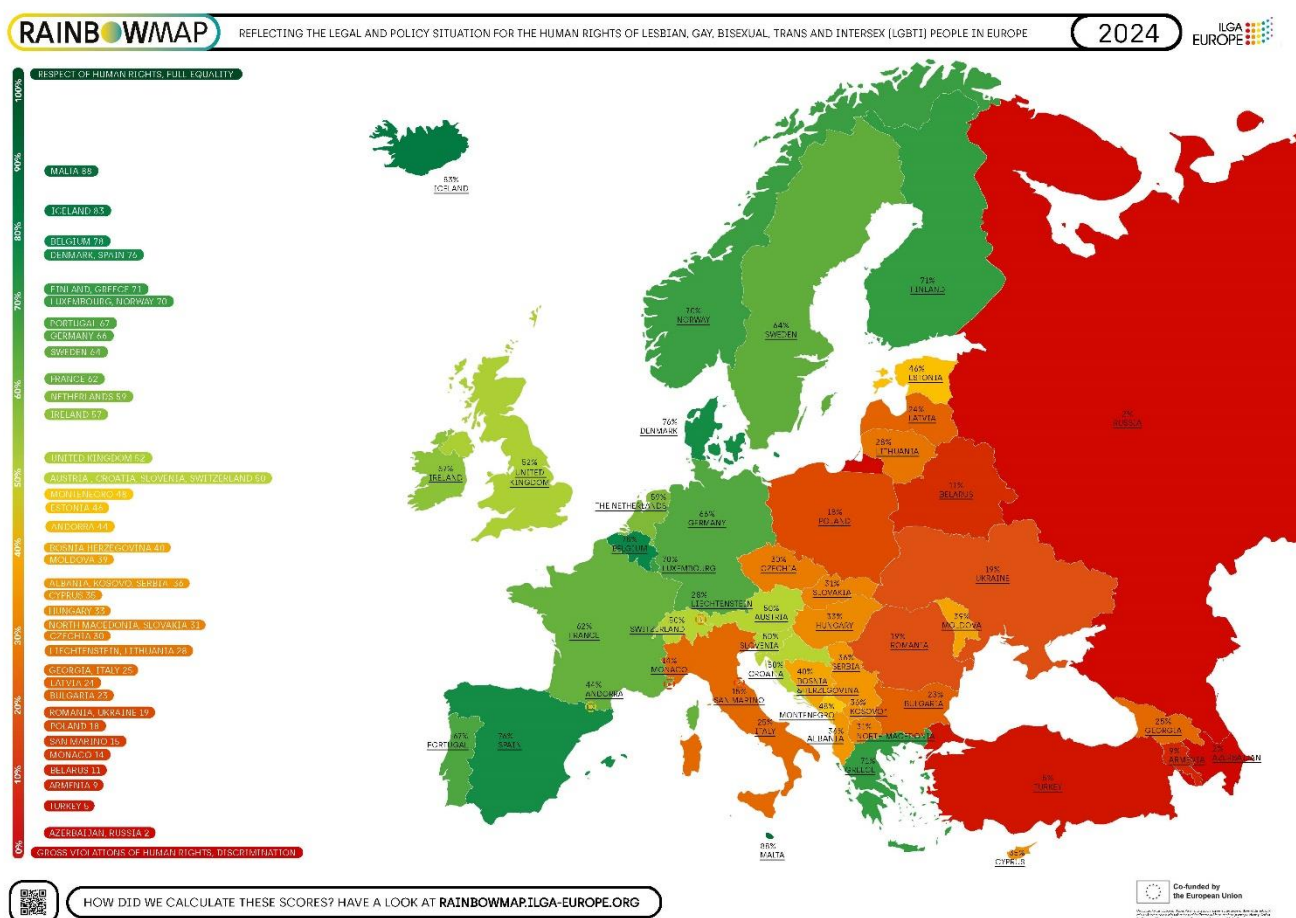 RAINBOWMAP
REFLECTING THE LEGAL AND POLICY SITUATION FOR THE HUMAN RIGHTS OF LESBIAN, GAY, BISEXUAL, TRANS AND INTERSEX (LGBTI) PEOPLE IN EUROPE
2024
ILGA
EUROPE
100%
90%
80%
70%
60%
50%
40%
30%
20%
10%
0%
RESPECT OF HUMAN RIGHTS, FULL EQUALITY
MALTA 88
ICELAND 83
BELGIUM 78
DENMARK, SPAIN 76
FINLAND, GREECE 71
LUXEMBOURG, NORWAY 70
PORTUGAL 67
GERMANY 66
SWEDEN 64
FRANCE 62
NETHERLANDS 59
IRELAND 57
UNITED KINGDOM 52
AUSTRIA , CROATIA, SLOVENIA, SWITZERLAND 50
MONTENEGRO 48
ESTONIA 46
ANDORRA 44
BOSNIA HERZEGOVINA 40
MOLDOVA 39
ALBANIA, KOSOVO, SERBIA 36
CYPRUS 35
HUNGARY 33
NORTH MACEDONIA, SLOVAKIA 31
CZECHIA 30
LIECHTENSTEIN, LITHUANIA 28
GEORGIA, ITALY 25
LATVIA 24
BULGARIA 23
ROMANIA, UKRAINE 19
POLAND 18
SAN MARINO 15
MONACO 14
BELARUS 11
ARMENIA 9
TURKEY 5
AZERBAIJAN, RUSSIA 2
GROSS VIOLATIONS OF HUMAN RIGHTS, DISCRIMINATION
83%
ICELAND
71%
FINLAND
70%
NORWAY
64%
SWEDEN
46%
ESTONIA
24%
LATVIA
28%
LITHUANIA
2%
RUSSIA
76%
DENMARK
57%
IRELAND
52%
UNITED
KINGDOM
59%
THE NETHERLANDS
66%
GERMANY
18%
POLAND
11%
BELARUS
78%
BELGIUM
70%
LUXEMBOURG
30%
CZECHIA
31%
SLOVAKIA
19%
UKRAINE
28%
LIECHTENSTEIN
50%
AUSTRIA
33%
HUNGARY
39%
MOLDOVA
62%
FRANCE
50%
SWITZERLAND
50%
SLOVENIA
19%
ROMANIA
50%
CROATIA
36%
SERBIA
14%
MONACO
40%
BOSNIA
& HERZEGOVINA
44%
ANDORRA
15%
SAN MARINO
48%
MONTENEGRO
36%
KOSOVO*
23%
BULGARIA
67%
PORTUGAL
76%
SPAIN
25%
ITALY
36%
ALBANIA
31%
NORTH MACEDONIA
25%
GEORGIA
9%
ARMENIA
2%
AZERBAIJAN
71%
GREECE
5%
TURKEY
88%
MALTA
35%
CYPRUS
HOW DID WE CALCULATE THESE SCORES? HAVE A LOOK AT RAINBOWMAP.ILGA-EUROPE.ORG
Co-funded by
the European Union